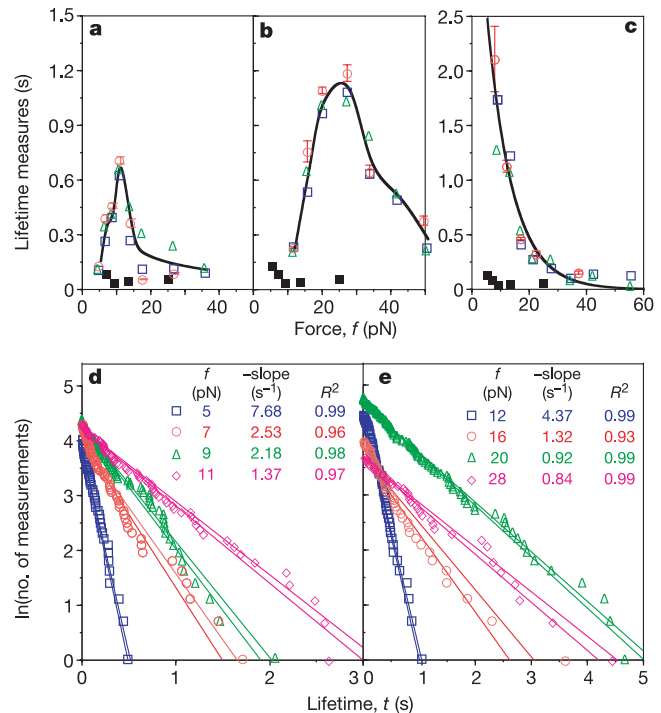 a
b
c
Lifetime measures (s)
1.5
1.2
0.9
0.6
0.3
0
2.5
2.0
1.5
1.0
0.5
0
0 10 20 30 40
0 20 40
0 20 40 60
Force, f (pN)
d
f –slope R²
(pN) (s⁻¹)
5 7.68 0.99
7 2.53 0.96
9 2.18 0.98
11 1.37 0.97
e
f –slope R²
(pN) (s⁻¹)
12 4.37 0.99
16 1.32 0.93
20 0.92 0.99
28 0.84 0.99
ln(no. of measurements)
5
4
3
2
1
0
0 1 2 3
0 1 2 3 4 5
Lifetime, t (s)